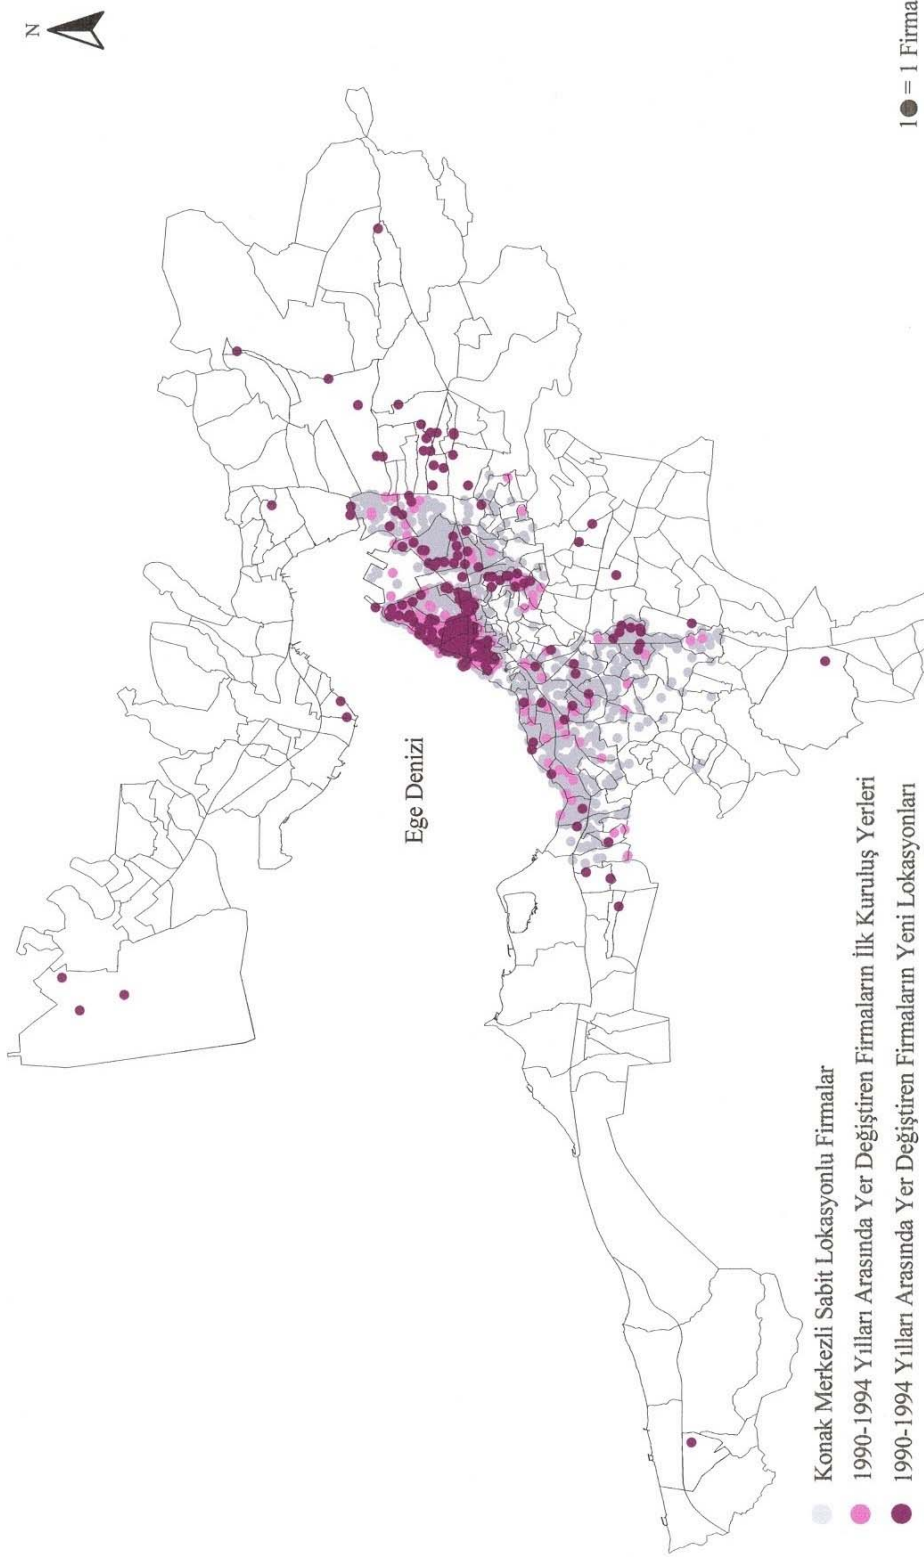 N
Ege Denizi
Konak Merkezli Sabit Lokasyonlu Firmalar
1990-1994 Yılları Arasında Yer Değiştiren Firmaların İlk Kuruluş Yerleri
1990-1994 Yılları Arasında Yer Değiştiren Firmaların Yeni Lokasyonları
1●= 1 Firma